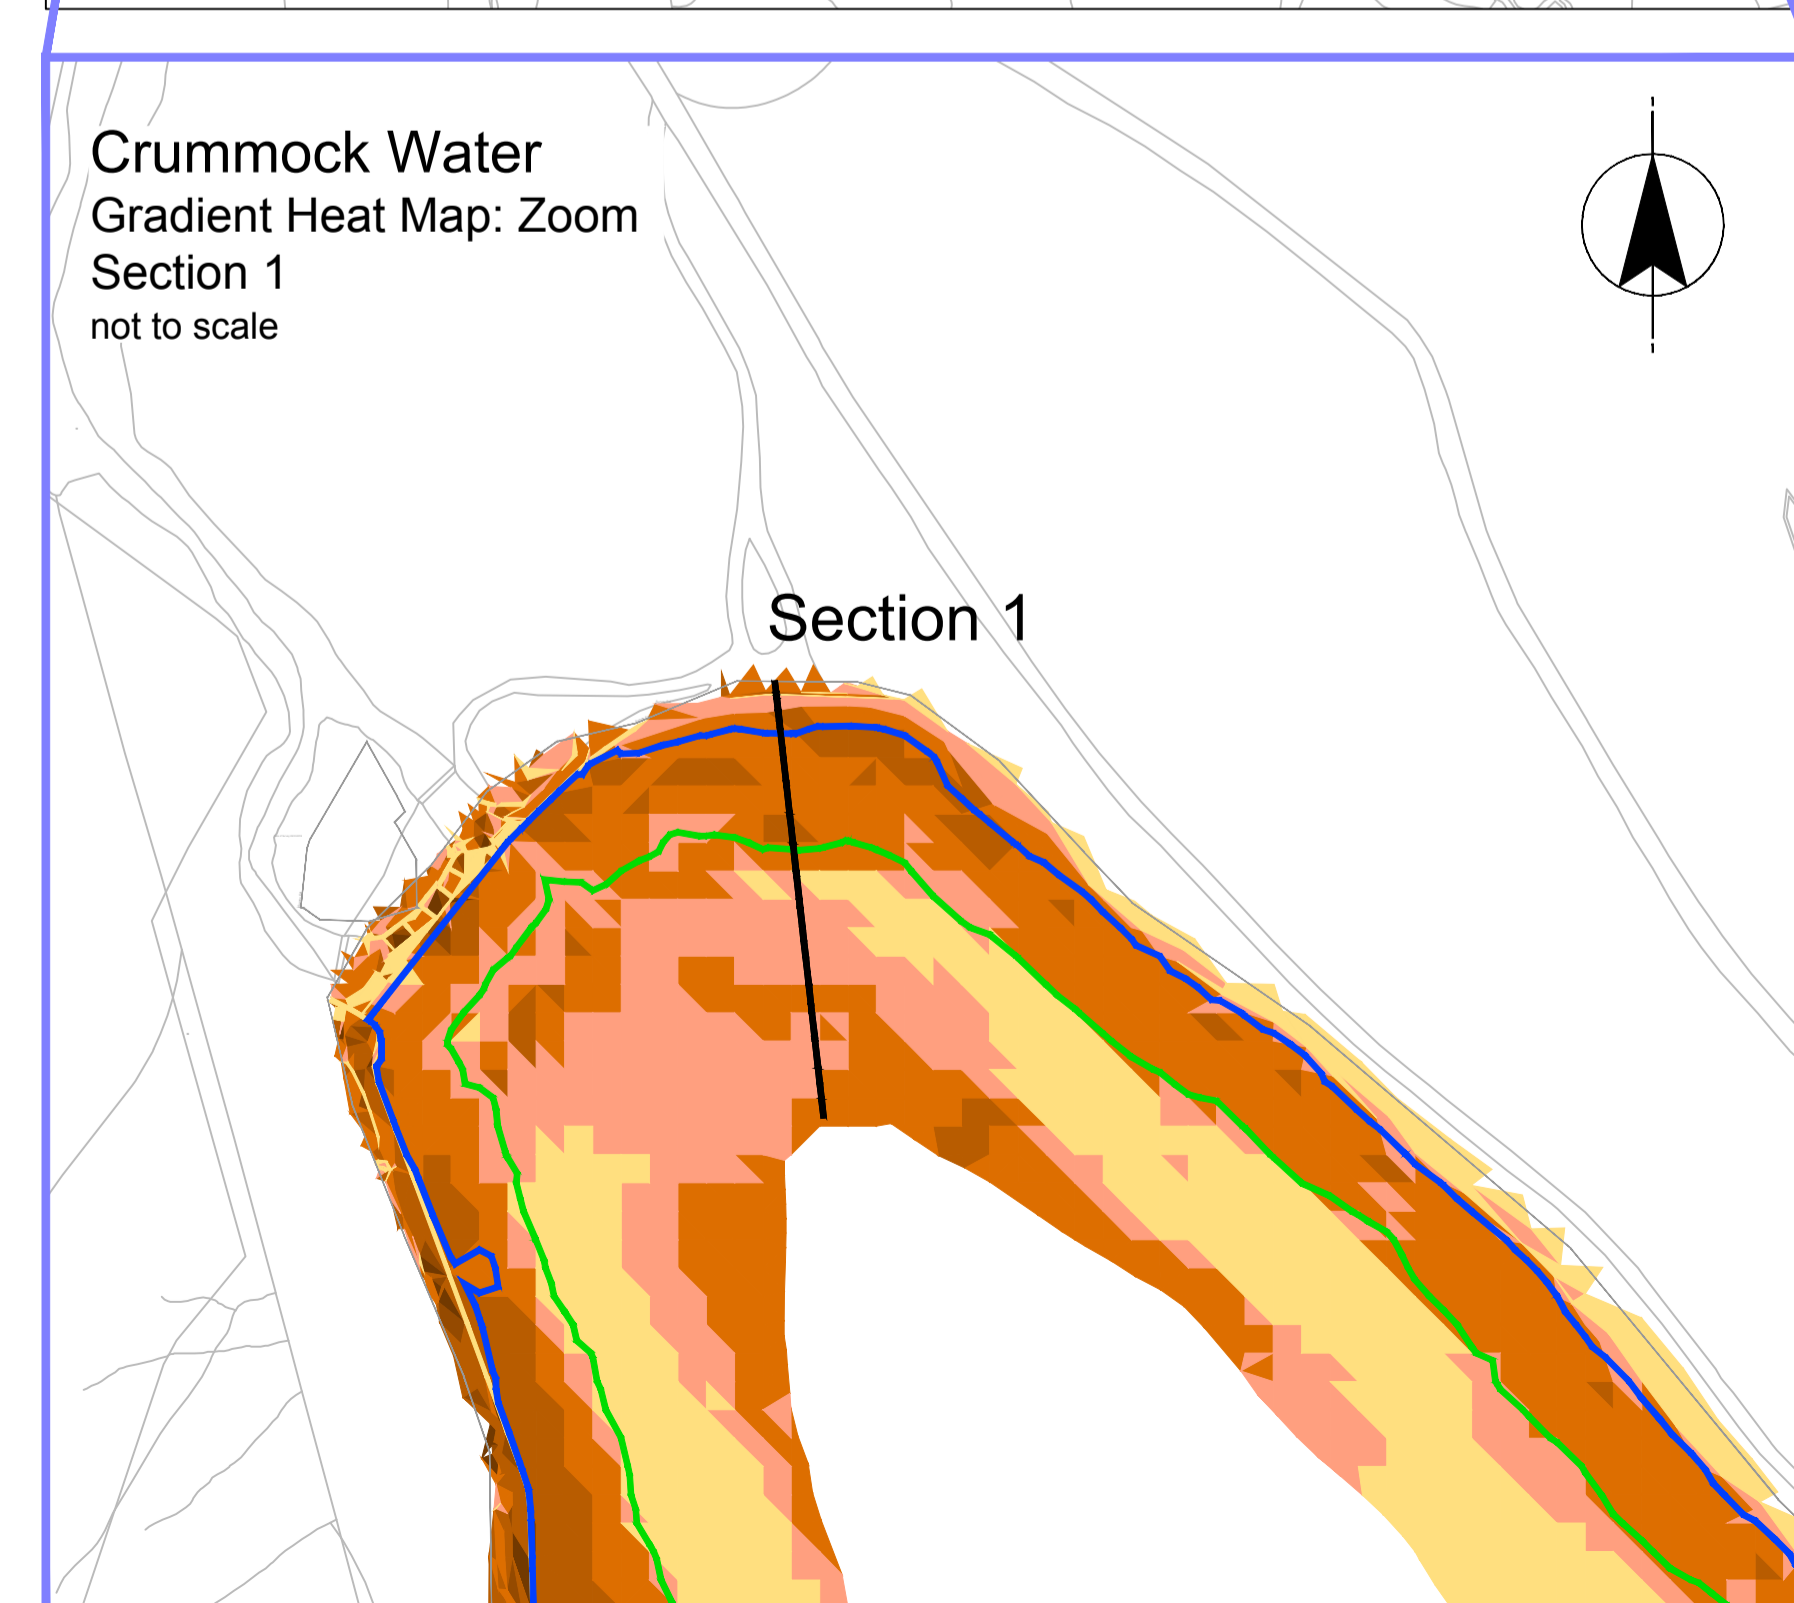 Crummock Water
Gradient Heat Map: Zoom
Section 1
not to scale
Section 1